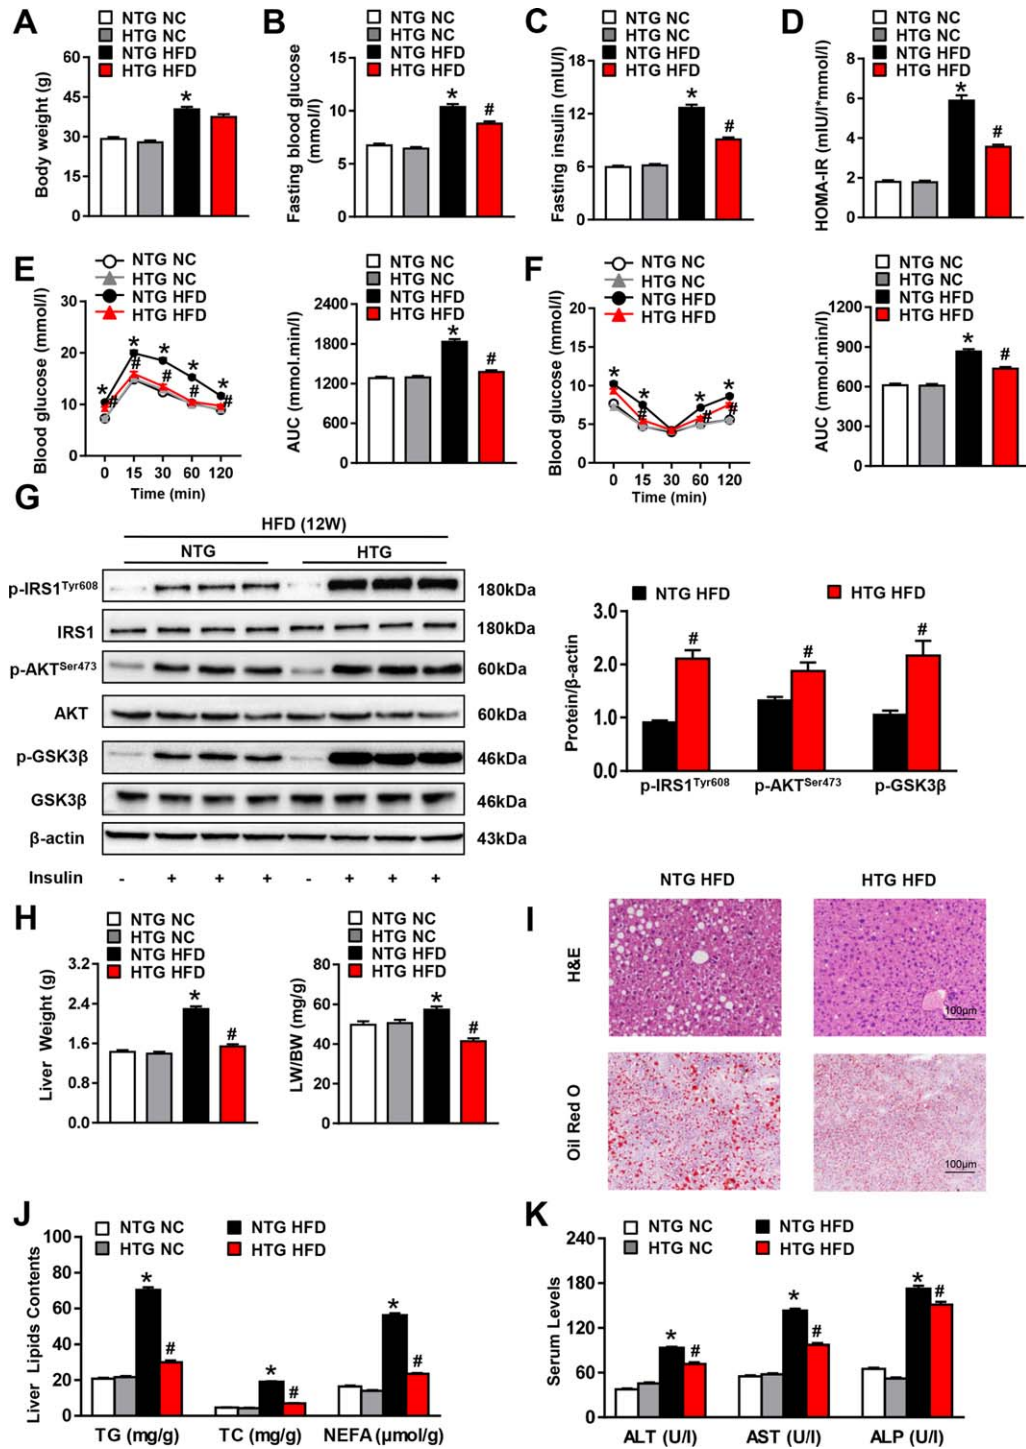 A
NTG NC
HTG NC
NTG HFD
HTG HFD
Body weight (g)
60
45
30
15
0
B
NTG NC
HTG NC
NTG HFD
HTG HFD
Fasting blood glucose
(mmol/l)
15
10
5
0
*
#
C
NTG NC
HTG NC
NTG HFD
HTG HFD
Fasting insulin (mIU/l)
18
12
6
0
*
#
D
NTG NC
HTG NC
NTG HFD
HTG HFD
HOMA-IR (mIU/l*mmol/l)
8
6
4
2
0
*
#
E
NTG NC
HTG NC
NTG HFD
HTG HFD
Blood glucose (mmol/l)
30
20
10
0
0 15 30 60 120
Time (min)
NTG NC
HTG NC
NTG HFD
HTG HFD
AUC (mmol.min/l)
2400
1800
1200
600
0
*
#
F
NTG NC
HTG NC
NTG HFD
HTG HFD
Blood glucose (mmol/l)
20
15
10
5
0
0 15 30 60 120
Time (min)
NTG NC
HTG NC
NTG HFD
HTG HFD
AUC (mmol.min/l)
1200
900
600
300
0
*
#
G
HFD (12W)
NTG HTG
p-IRS1Tyr608 180kDa
IRS1 180kDa
p-AKTSer473 60kDa
AKT 60kDa
p-GSK3β 46kDa
GSK3β 46kDa
β-actin 43kDa
Insulin - + + + - + + +
NTG HFD HTG HFD
Protein/β-actin
3.0
2.0
1.0
0.0
# # #
p-IRS1Tyr608 p-AKTSer473 p-GSK3β
H
NTG NC
HTG NC
NTG HFD
HTG HFD
Liver Weight (g)
3.2
2.4
1.6
0.8
0.0
*
#
NTG NC
HTG NC
NTG HFD
HTG HFD
LW/BW (mg/g)
80
60
40
20
0
*
#
I
NTG HFD HTG HFD
H&E
100μm
Oil Red O
100μm
J
NTG NC NTG HFD
HTG NC HTG HFD
Liver Lipids Contents
100
80
60
40
20
0
* # * # * #
TG (mg/g) TC (mg/g) NEFA (μmol/g)
K
NTG NC NTG HFD
HTG NC HTG HFD
Serum Levels
240
180
120
60
0
* # * # * #
ALT (U/l) AST (U/l) ALP (U/l)